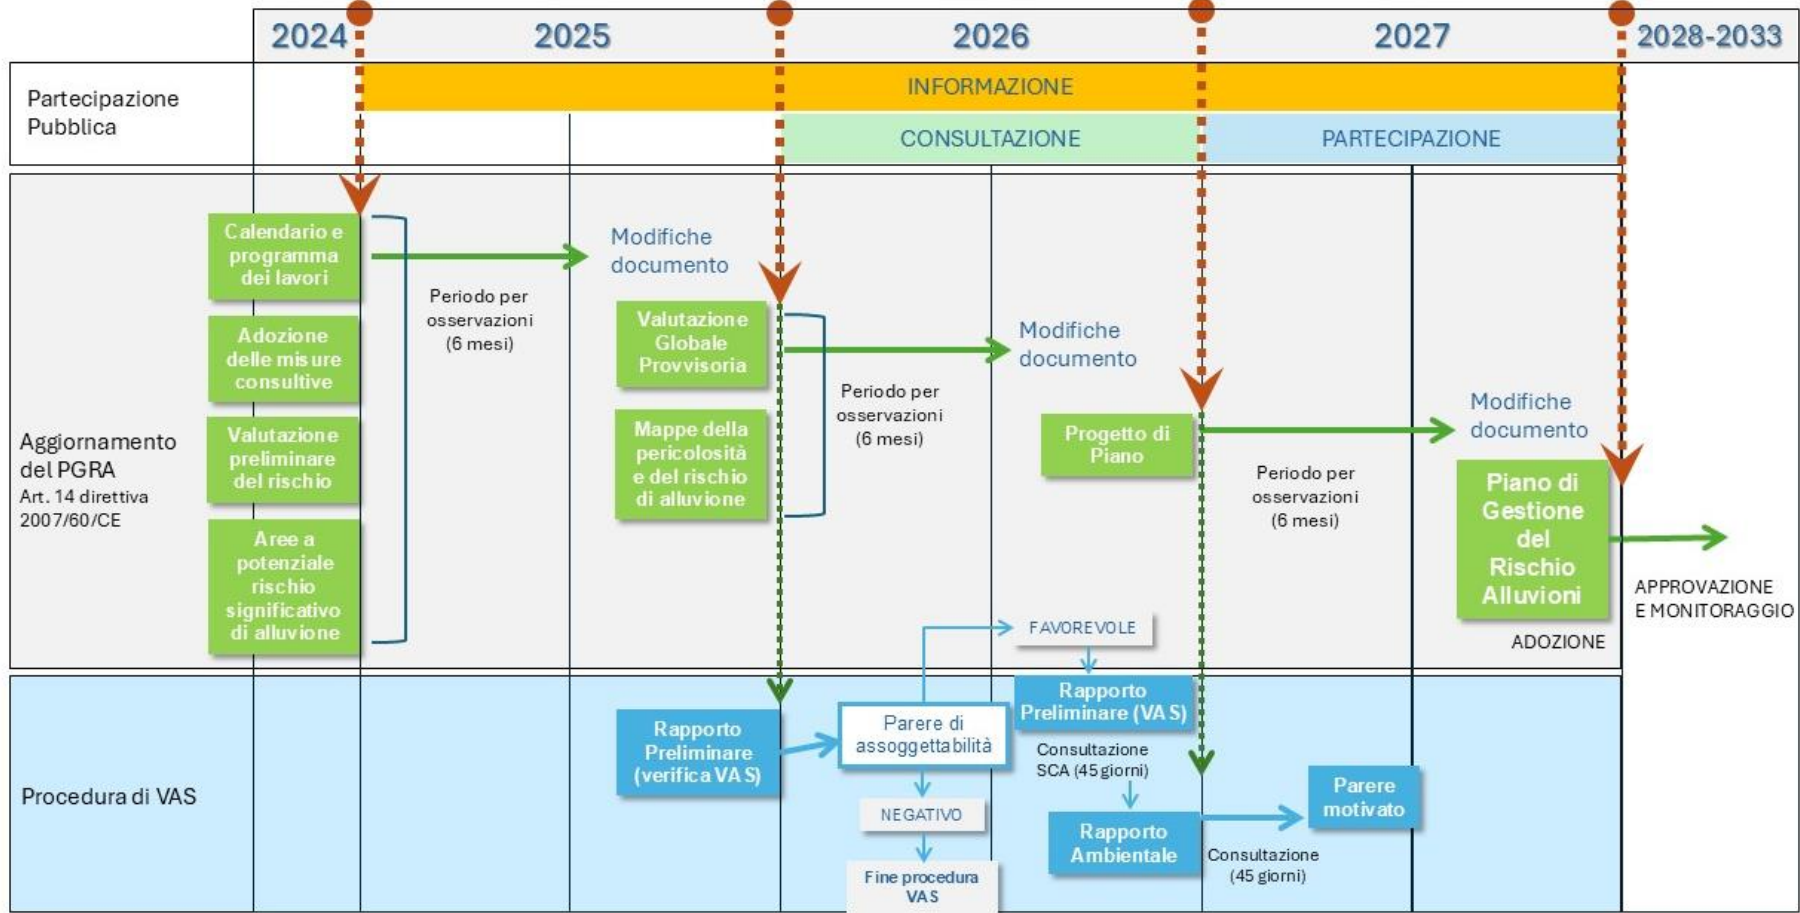 2024
2025
2026
2027
2028-2033
Partecipazione
Pubblica
INFORMAZIONE
CONSULTAZIONE
PARTECIPAZIONE
Aggiornamento
del PGRA
Art. 14 direttiva
2007/60/CE
Calendario e
programma
dei lavori
Adozione
delle misure
consultive
Valutazione
preliminare
del rischio
Aree a
potenziale
rischio
significativo
di alluvione
Periodo per
osservazioni
(6 mesi)
Modifiche
documento
Valutazione
Globale
Provvisoria
Mappe della
pericolosità
e del rischio
di alluvione
Periodo per
osservazioni
(6 mesi)
Modifiche
documento
Progetto di
Piano
Periodo per
osservazioni
(6 mesi)
Modifiche
documento
Piano di
Gestione
del
Rischio
Alluvioni
ADOZIONE
APPROVAZIONE
E MONITORAGGIO
Procedura di VAS
Rapporto
Preliminare
(verifica VAS)
Parere di
assoggettabilità
FAVOREVOLE
NEGATIVO
Fine procedura
VAS
Rapporto
Preliminare (VAS)
Consultazione
SCA (45 giorni)
Rapporto
Ambientale
Consultazione
(45 giorni)
Parere
motivato